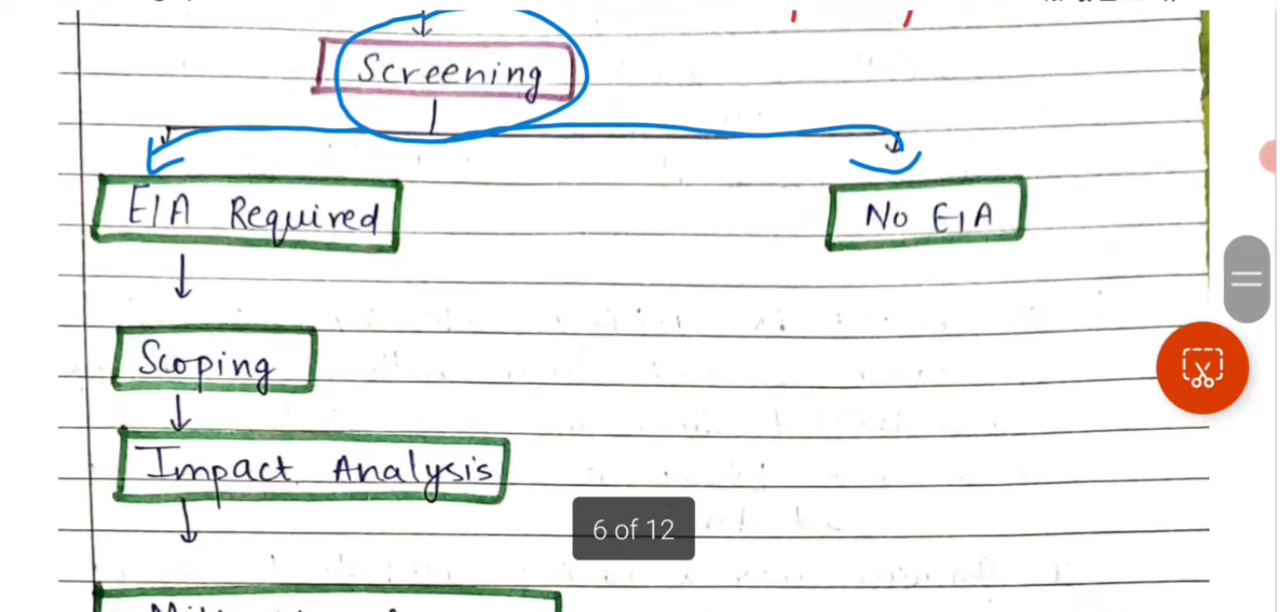 Screening
EIA Required
No EIA
Scoping
Impact Analysis
6 of 12